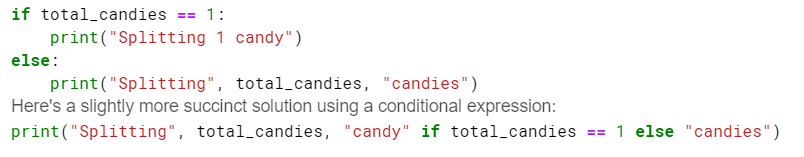 if total_candies == 1:
    print("Splitting 1 candy")
else:
    print("Splitting", total_candies, "candies")
Here's a slightly more succinct solution using a conditional expression:
print("Splitting", total_candies, "candy" if total_candies == 1 else "candies")